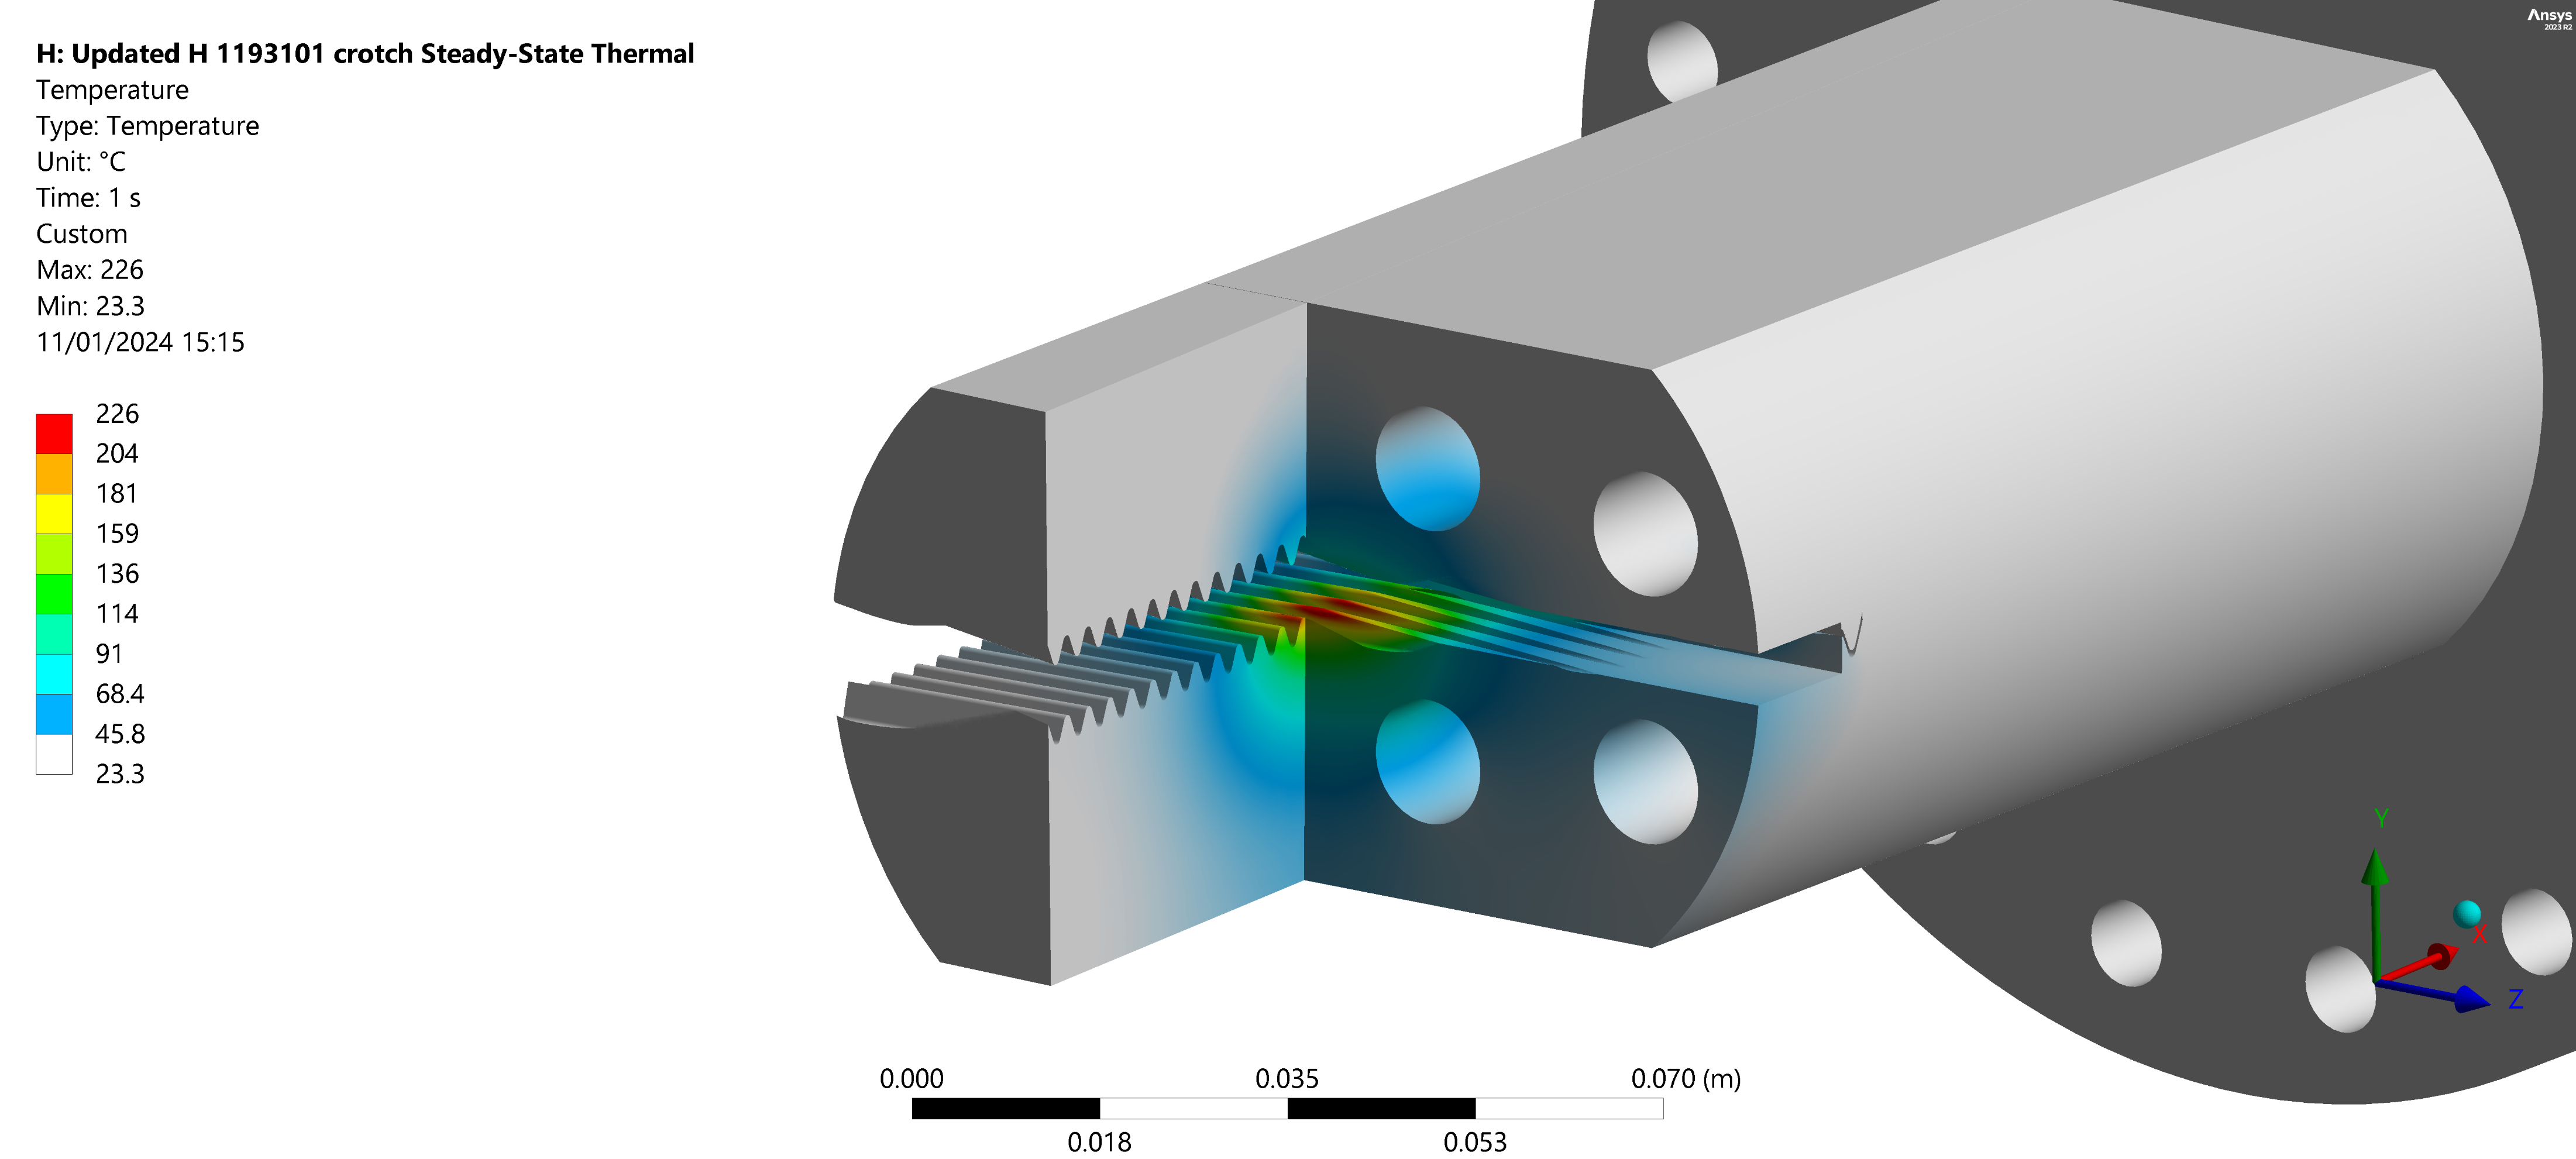 Ansys
2023 R2
H: Updated H 1193101 crotch Steady-State Thermal
Temperature
Type: Temperature
Unit: °C
Time: 1 s
Custom
Max: 226
Min: 23.3
11/01/2024 15:15
226
204
181
159
136
114
91
68.4
45.8
23.3
Y
X
Z
0.000 0.035 0.070 (m)
0.018 0.053